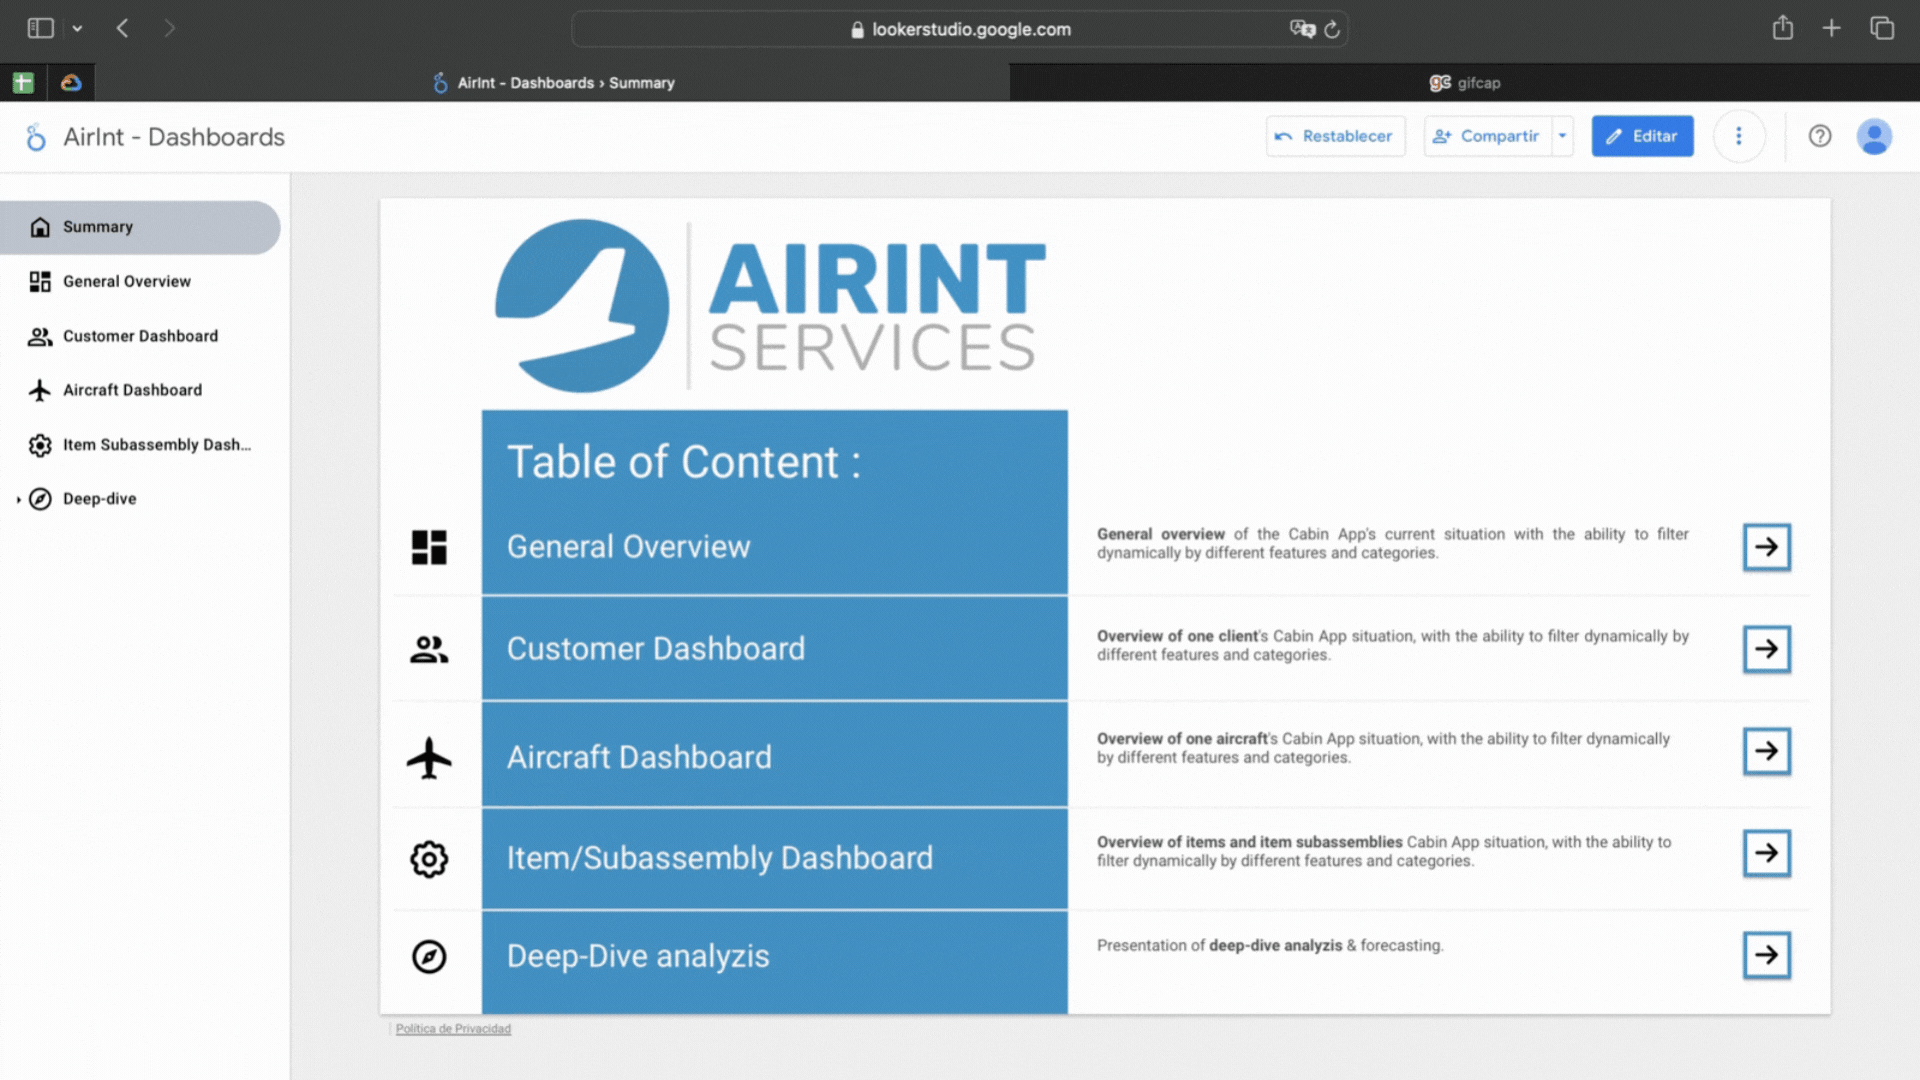 lookerstudio.google.com
AirInt - Dashboards › Summary
gc gifcap
AirInt - Dashboards
Restablecer
Compartir
Editar
Summary
General Overview
Customer Dashboard
Aircraft Dashboard
Item Subassembly Dash...
Deep-dive
AIRINT
SERVICES
Table of Content :
General Overview
General overview of the Cabin App's current situation with the ability to filter
dynamically by different features and categories.
Customer Dashboard
Overview of one client's Cabin App situation, with the ability to filter dynamically by
different features and categories.
Aircraft Dashboard
Overview of one aircraft's Cabin App situation, with the ability to filter dynamically
by different features and categories.
Item/Subassembly Dashboard
Overview of items and item subassemblies Cabin App situation, with the ability to
filter dynamically by different features and categories.
Deep-Dive analyzis
Presentation of deep-dive analyzis & forecasting.
Política de Privacidad